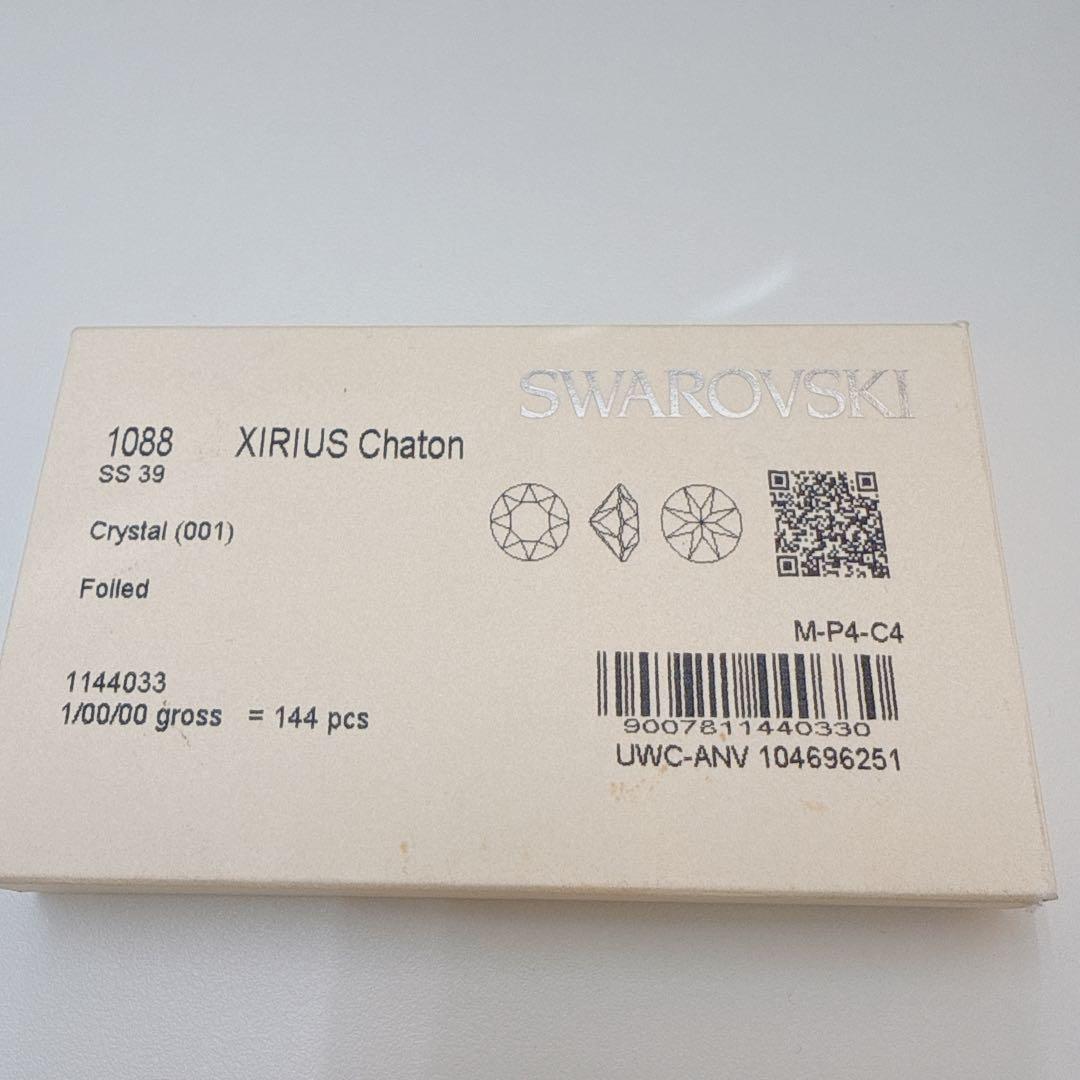 SWAROVSKI
1088 XIRIUS Chaton
SS 39
Crystal (001)
Foiled
M-P4-C4
1144033
1/00/00 gross = 144 pcs
9007811440330
UWC-ANV 104696251